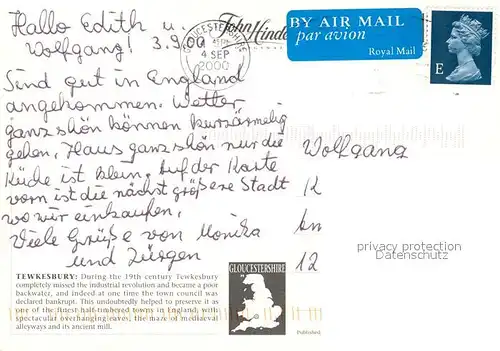 Hallo Edith u.
Wolfgang! 3.9.00
Sind gut in England
angekommen. Wetter
ganz schön können kurzärmelig
gehen. Haus ganz schön nur die
Küche ist klein. Auf der Karte
vorn ist die nächst größere Stadt
wo wir einkaufen.
Viele Grüße von Monika
und Jürgen
GLOUCESTERSHIRE
4 SEP
2000
John Hinde
BY AIR MAIL
par avion
Royal Mail
E
Wolfgang
K
12
privacy protection
Datenschutz
TEWKESBURY: During the 19th century Tewkesbury
completely missed the industrial revolution and became a poor
backwater, and indeed at one time the town council was
declared bankrupt. This undoubtedly helped to preserve it as
one of the finest half-timbered towns in England, with
spectacular overhanging eaves, the maze of mediaeval
alleyways and its ancient mill.
GLOUCESTERSHIRE
Published